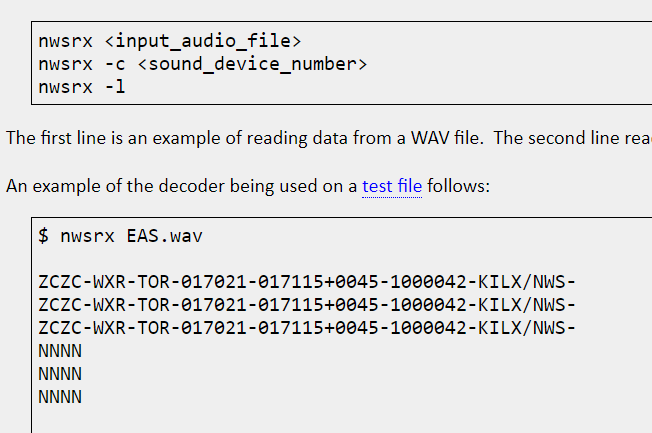 nwsrx <input_audio_file>
nwsrx -c <sound_device_number>
nwsrx -l
The first line is an example of reading data from a WAV file.  The second line rea
An example of the decoder being used on a test file follows:
$ nwsrx EAS.wav
ZCZC-WXR-TOR-017021-017115+0045-1000042-KILX/NWS-
ZCZC-WXR-TOR-017021-017115+0045-1000042-KILX/NWS-
ZCZC-WXR-TOR-017021-017115+0045-1000042-KILX/NWS-
NNNN
NNNN
NNNN